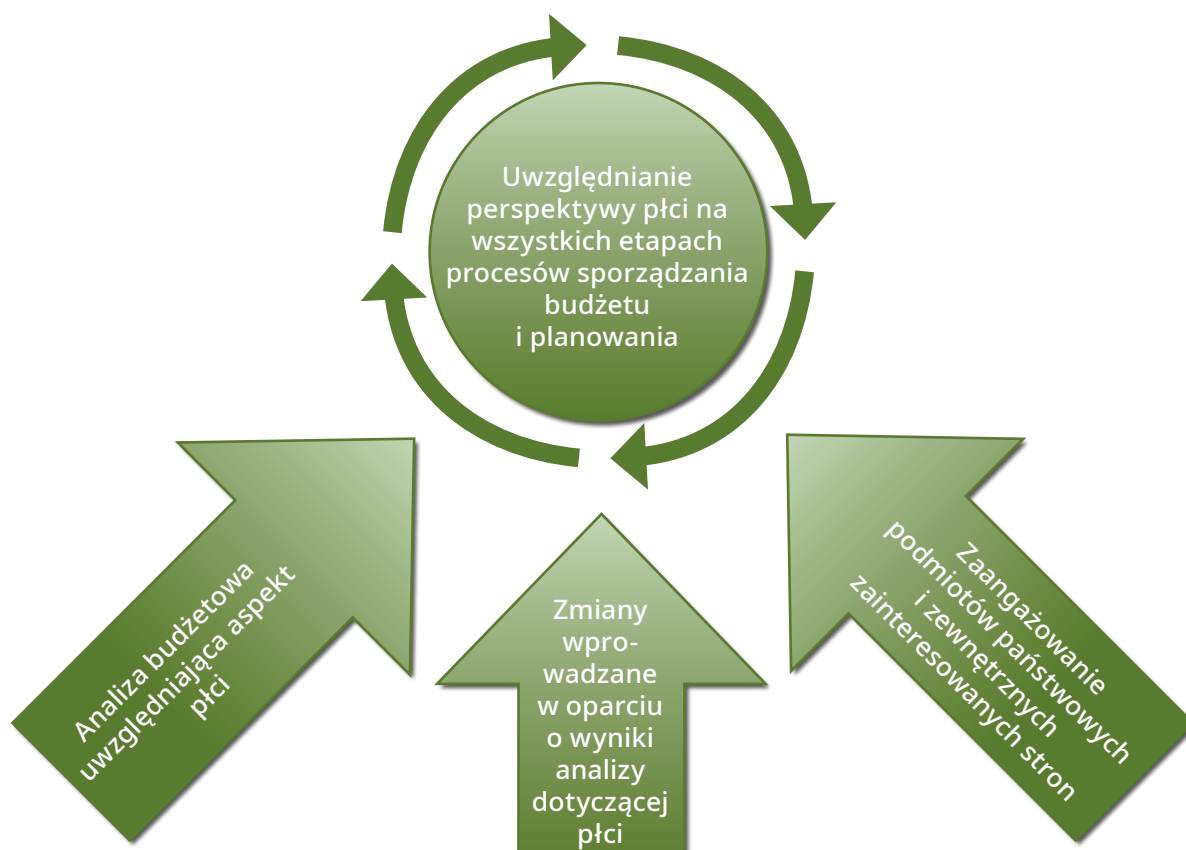 Uwzględnianie
perspektywy płci na
wszystkich etapach
procesów sporządzania
budżetu
i planowania
Analiza budżetowa
uwzględniająca aspekt
płci
Zmiany
wpro-
wadzane
w oparciu
o wyniki
analizy
dotyczącej
płci
Zaangażowanie
podmiotów państwowych
i zewnętrznych
zainteresowanych stron